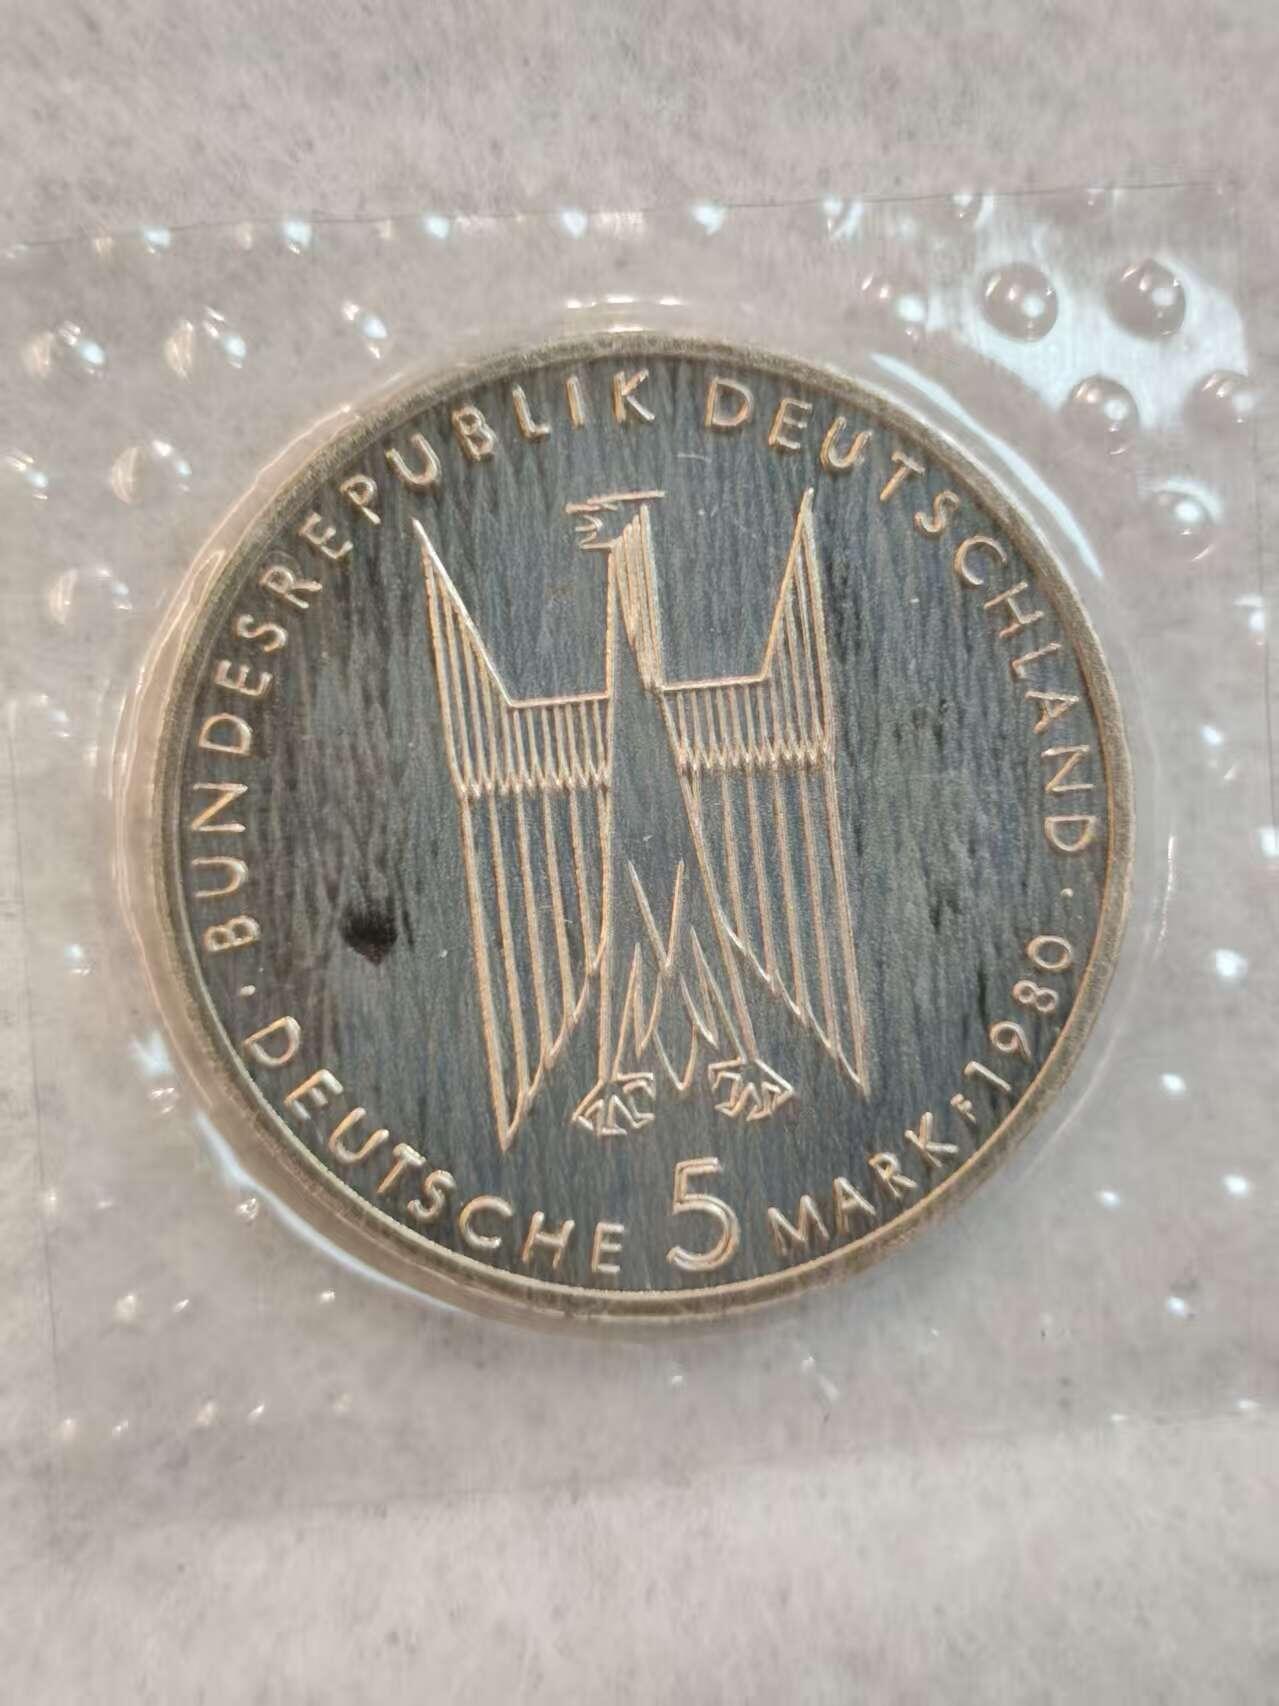 · BUNDESREPUBLIK DEUTSCHLAND ·
DEUTSCHE 5 MARK F 1980